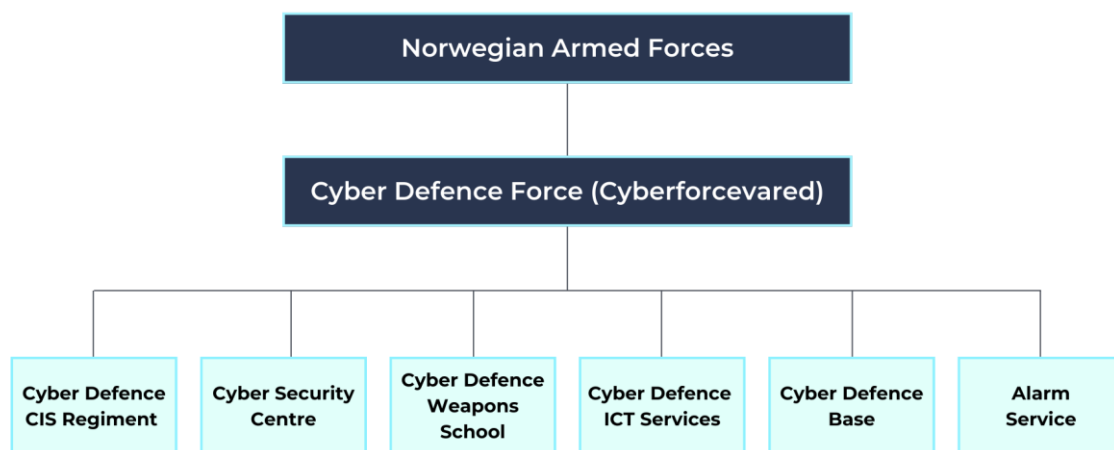 Norwegian Armed Forces
Cyber Defence Force (Cyberforcevared)
Cyber Defence
CIS Regiment
Cyber Security
Centre
Cyber Defence
Weapons
School
Cyber Defence
ICT Services
Cyber Defence
Base
Alarm
Service